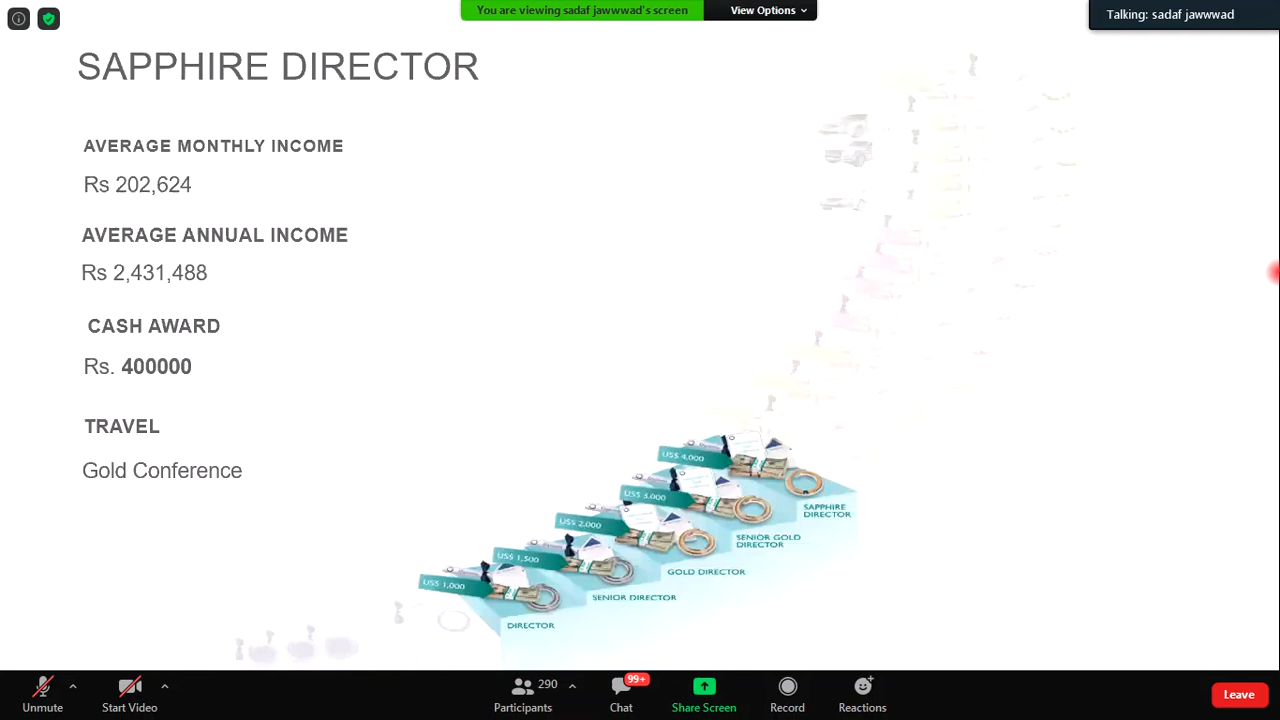 You are viewing sadaf jawwwad's screen
View Options
Talking: sadaf jawwwad
SAPPHIRE DIRECTOR
AVERAGE MONTHLY INCOME
Rs 202,624
AVERAGE ANNUAL INCOME
Rs 2,431,488
CASH AWARD
Rs. 400000
TRAVEL
Gold Conference
US$ 4,000
US$ 3,000
SAPPHIRE
DIRECTOR
US$ 2,000
SENIOR GOLD
DIRECTOR
US$ 1,500
GOLD DIRECTOR
US$ 1,000
SENIOR DIRECTOR
DIRECTOR
290
99+
Unmute
Start Video
Participants
Chat
Share Screen
Record
Reactions
Leave